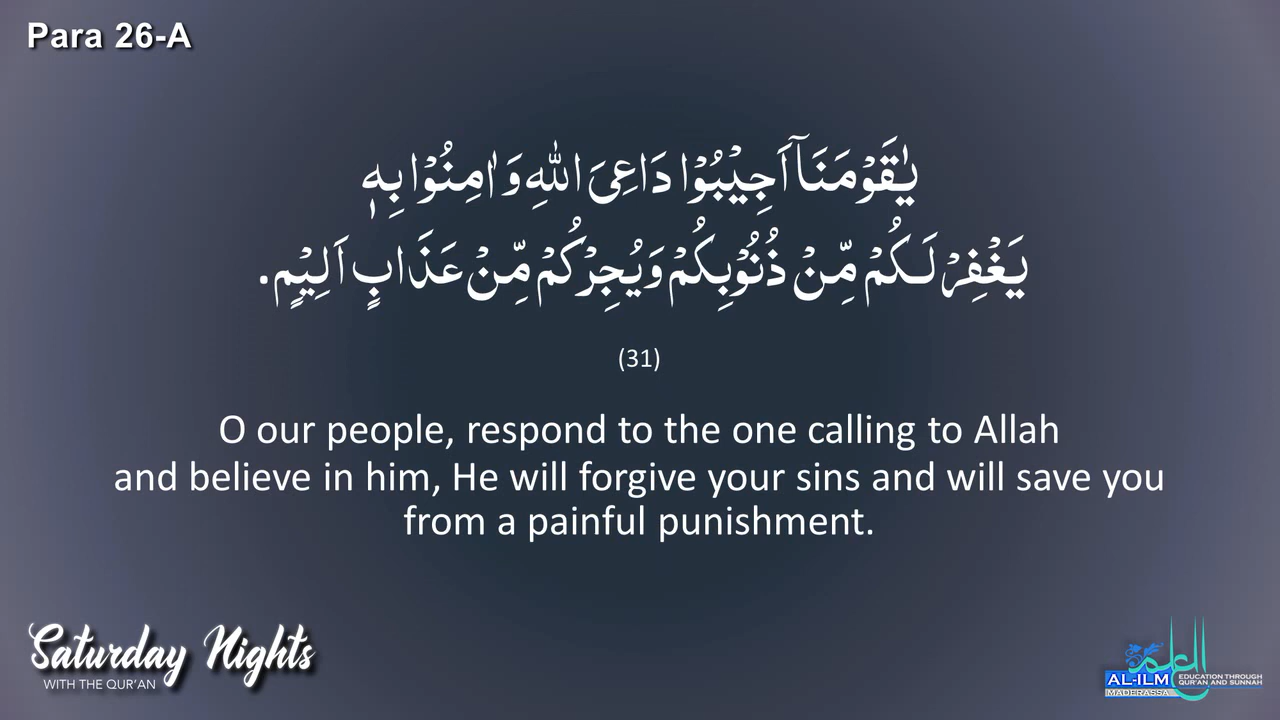 Para 26-A
يٰقَوْمَنَآ اَجِيْبُوْا دَاعِىَ اللّٰهِ وَاٰمِنُوْا بِهٖ
يَغْفِرْ لَـكُمْ مِّنْ ذُنُوْبِكُمْ وَيُجِرْكُمْ مِّنْ عَذَابٍ اَلِيْمٍ.
(31)
O our people, respond to the one calling to Allah
and believe in him, He will forgive your sins and will save you
from a painful punishment.
Saturday Nights
WITH THE QUR'AN
العلم
AL-ILM
MADERASSA
EDUCATION THROUGH
QUR'AN AND SUNNAH